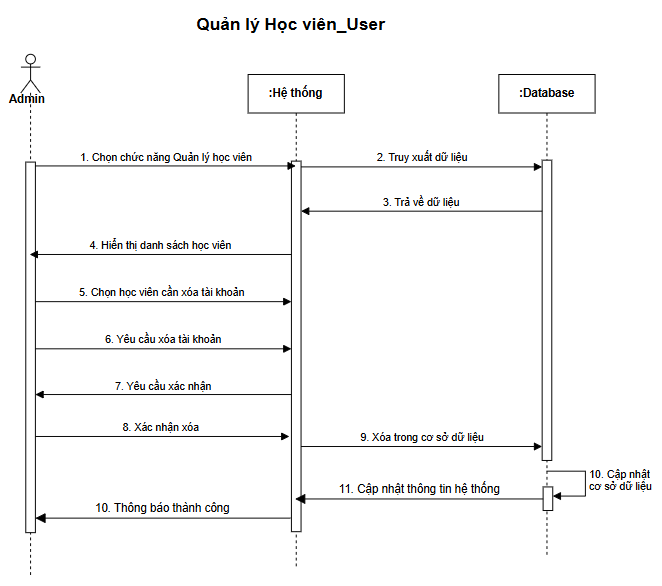 Quản lý Học viên_User
Admin
:Hệ thống
:Database
1. Chọn chức năng Quản lý học viên
2. Truy xuất dữ liệu
3. Trả về dữ liệu
4. Hiển thị danh sách học viên
5. Chọn học viên cần xóa tài khoản
6. Yêu cầu xóa tài khoản
7. Yêu cầu xác nhận
8. Xác nhận xóa
9. Xóa trong cơ sở dữ liệu
10. Cập nhật
cơ sở dữ liệu
11. Cập nhật thông tin hệ thống
10. Thông báo thành công